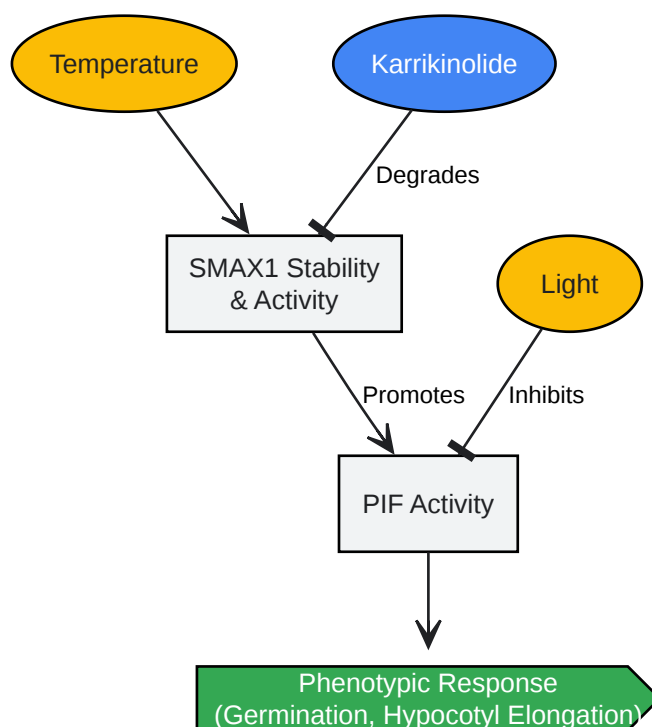 Temperature
Karrikinolide
Degrades
SMAX1 Stability
& Activity
Light
Promotes
Inhibits
PIF Activity
Phenotypic Response
(Germination, Hypocotyl Elongation)